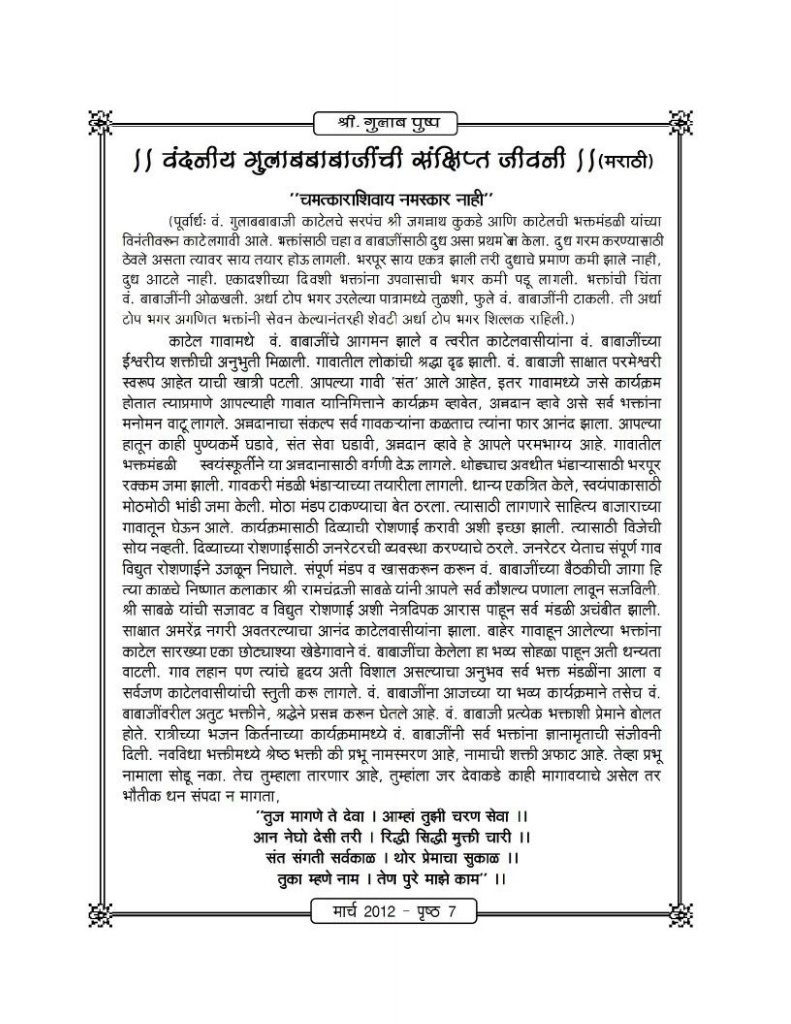 श्री. गुलाब पुष्प
।। वंदनीय गुलाबबाबाजींची संक्षिप्त जीवनी ।।(मराठी)
''चमत्काराशिवाय नमस्कार नाही''
(पूर्वार्धः वं. गुलाबबाबाजी काटेलचे सरपंच श्री जगन्नाथ कुकडे आणि काटेलची भक्तमंडळी यांच्या
विनंतीवरून काटेलगावी आले. भक्तांसाठी चहा व बाबाजींसाठी दुध असा प्रथम केला. दुध गरम करण्यासाठी
ठेवले असता त्यावर साय तयार होऊ लागली. भरपूर साय एकत्र झाली तरी दुधाचे प्रमाण कमी झाले नाही,
दुध आटले नाही. एकादशीच्या दिवशी भक्तांना उपवासाची भगर कमी पडू लागली. भक्तांची चिंता
वं. बाबाजींनी ओळखली. अर्धा टोप भगर उरलेल्या पात्रामध्ये तुळशी, फुले वं. बाबाजींनी टाकली. ती अर्धा
टोप भगर अगणित भक्तांनी सेवन केल्यानंतरही शेवटी अर्धा टोप भगर शिल्लक राहिली.)
काटेल गावामधे वं. बाबाजींचे आगमन झाले व त्वरीत काटेलवासीयांना वं. बाबाजींच्या
ईश्वरीय शक्तीची अनुभुती मिळाली. गावातील लोकांची श्रद्धा दृढ झाली. वं. बाबाजी साक्षात परमेश्वरी
स्वरूप आहेत याची खात्री पटली. आपल्या गावी 'संत' आले आहेत, इतर गावामध्ये जसे कार्यक्रम
होतात त्याप्रमाणे आपल्याही गावात यानिमित्ताने कार्यक्रम व्हावेत, अन्नदान व्हावे असे सर्व भक्तांना
मनोमन वाटू लागले. अन्नदानाचा संकल्प सर्व गावकऱ्यांना कळताच त्यांना फार आनंद झाला. आपल्या
हातून काही पुण्यकर्मे घडावे, संत सेवा घडावी, अन्नदान व्हावे हे आपले परमभाग्य आहे. गावातील
भक्तमंडळी स्वयंस्फूर्तीने या अन्नदानासाठी वर्गणी देऊ लागले. थोड्याच अवधीत भंडाऱ्यासाठी भरपूर
रक्कम जमा झाली. गावकरी मंडळी भंडाऱ्याच्या तयारीला लागली. धान्य एकत्रित केले, स्वयंपाकासाठी
मोठमोठी भांडी जमा केली. मोठा मंडप टाकण्याचा बेत ठरला. त्यासाठी लागणारे साहित्य बाजाराच्या
गावातून घेऊन आले. कार्यक्रमासाठी दिव्याची रोशणाई करावी अशी इच्छा झाली. त्यासाठी विजेची
सोय नव्हती. दिव्याच्या रोशणाईसाठी जनरेटरची व्यवस्था करण्याचे ठरले. जनरेटर येताच संपूर्ण गाव
विद्युत रोशणाईने उजळून निघाले. संपूर्ण मंडप व खासकरून करून वं. बाबाजींच्या बैठकीची जागा हि
त्या काळचे निष्णात कलाकार श्री रामचंद्रजी साबळे यांनी आपले सर्व कौशल्य पणाला लावून सजविली.
श्री साबळे यांची सजावट व विद्युत रोशणाई अशी नेत्रदिपक आरास पाहून सर्व मंडळी अचंबीत झाली.
साक्षात अमरेंद्र नगरी अवतरल्याचा आनंद काटेलवासीयांना झाला. बाहेर गावाहून आलेल्या भक्तांना
काटेल सारख्या एका छोट्याश्या खेडेगावाने वं. बाबाजींचा केलेला हा भव्य सोहळा पाहून अती धन्यता
वाटली. गाव लहान पण त्यांचे हृदय अती विशाल असल्याचा अनुभव सर्व भक्त मंडळींना आला व
सर्वजण काटेलवासीयांची स्तुती करू लागले. वं. बाबाजींना आजच्या या भव्य कार्यक्रमाने तसेच वं.
बाबाजींवरील अतुट भक्तीने, श्रद्धेने प्रसन्न करून घेतले आहे. वं. बाबाजी प्रत्येक भक्ताशी प्रेमाने बोलत
होते. रात्रीच्या भजन किर्तनाच्या कार्यक्रमामध्ये वं. बाबाजींनी सर्व भक्तांना ज्ञानामृताची संजीवनी
दिली. नवविधा भक्तीमध्ये श्रेष्ठ भक्ती की प्रभू नामस्मरण आहे, नामाची शक्ती अफाट आहे. तेव्हा प्रभू
नामाला सोडू नका. तेच तुम्हाला तारणार आहे, तुम्हांला जर देवाकडे काही मागावयाचे असेल तर
भौतीक धन संपदा न मागता,
''तुज मागणे ते देवा । आम्हां तुझी चरण सेवा ।।
आन नेघो देसी तरी । रिद्धी सिद्धी मुक्ती चारी ।।
संत संगती सर्वकाळ । थोर प्रेमाचा सुकाळ ।।
तुका म्हणे नाम । तेण पुरे माझे काम'' ।।
मार्च 2012 - पृष्ठ 7